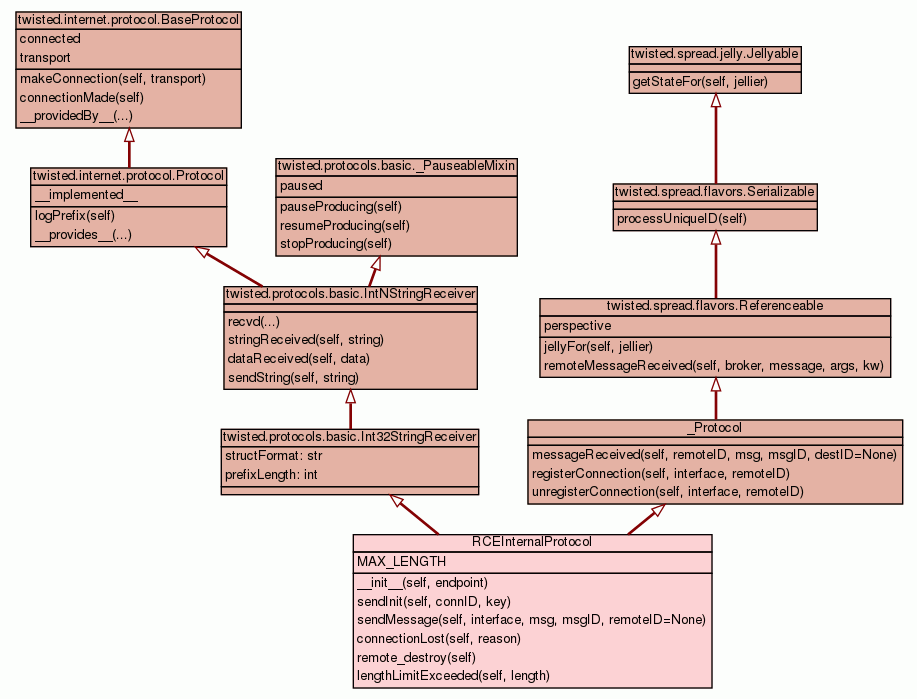 twisted.internet.protocol.BaseProtocol
connected
transport
makeConnection(self, transport)
connectionMade(self)
__providedBy__(...)
twisted.spread.jelly.Jellyable
getStateFor(self, jellier)
twisted.internet.protocol.Protocol
__implemented__
logPrefix(self)
__provides__(...)
twisted.protocols.basic._PauseableMixin
paused
pauseProducing(self)
resumeProducing(self)
stopProducing(self)
twisted.spread.flavors.Serializable
processUniqueID(self)
twisted.protocols.basic.IntNStringReceiver
recvd(...)
stringReceived(self, string)
dataReceived(self, data)
sendString(self, string)
twisted.spread.flavors.Referenceable
perspective
jellyFor(self, jellier)
remoteMessageReceived(self, broker, message, args, kw)
twisted.protocols.basic.Int32StringReceiver
structFormat: str
prefixLength: int
_Protocol
messageReceived(self, remoteID, msg, msgID, destID=None)
registerConnection(self, interface, remoteID)
unregisterConnection(self, interface, remoteID)
RCEInternalProtocol
MAX_LENGTH
__init__(self, endpoint)
sendInit(self, connID, key)
sendMessage(self, interface, msg, msgID, remoteID=None)
connectionLost(self, reason)
remote_destroy(self)
lengthLimitExceeded(self, length)